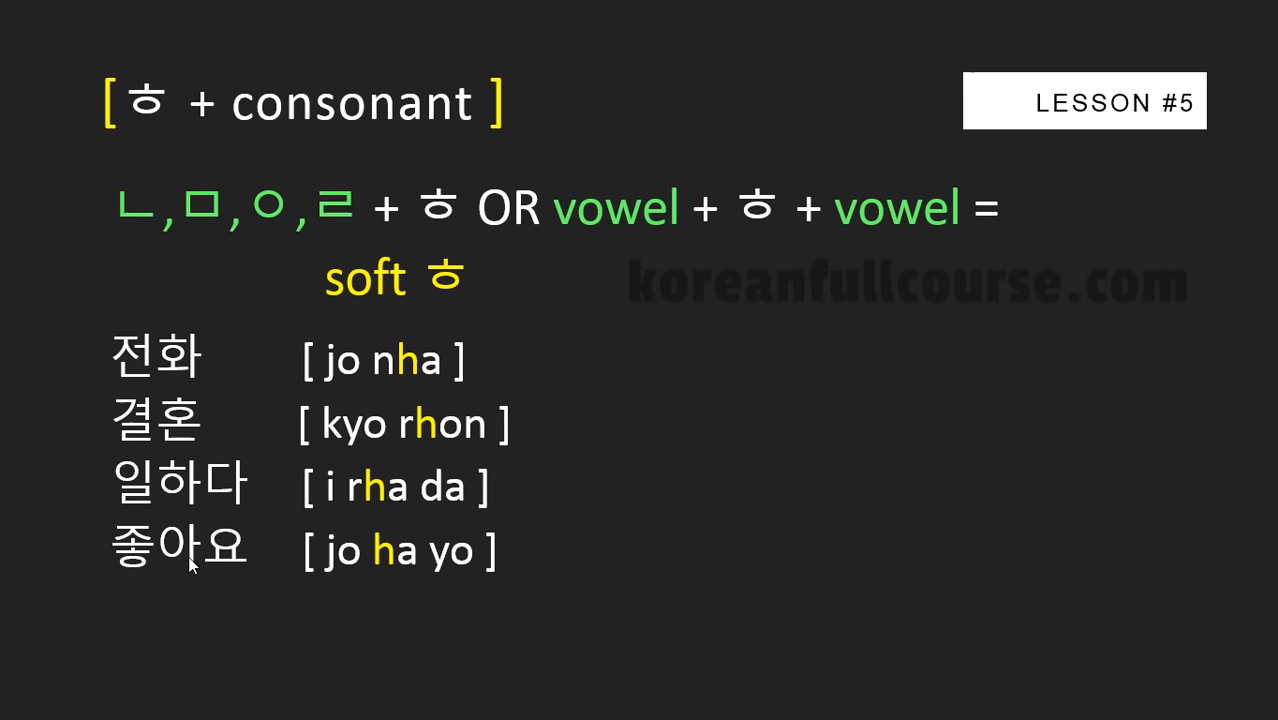 [ㅎ + consonant ]
LESSON #5
ㄴ,ㅁ,ㅇ,ㄹ + ㅎ OR vowel + ㅎ + vowel =
soft ㅎ
koreanfullcourse.com
전화 [ jo nha ]
결혼 [ kyo rhon ]
일하다 [ i rha da ]
좋아요 [ jo ha yo ]